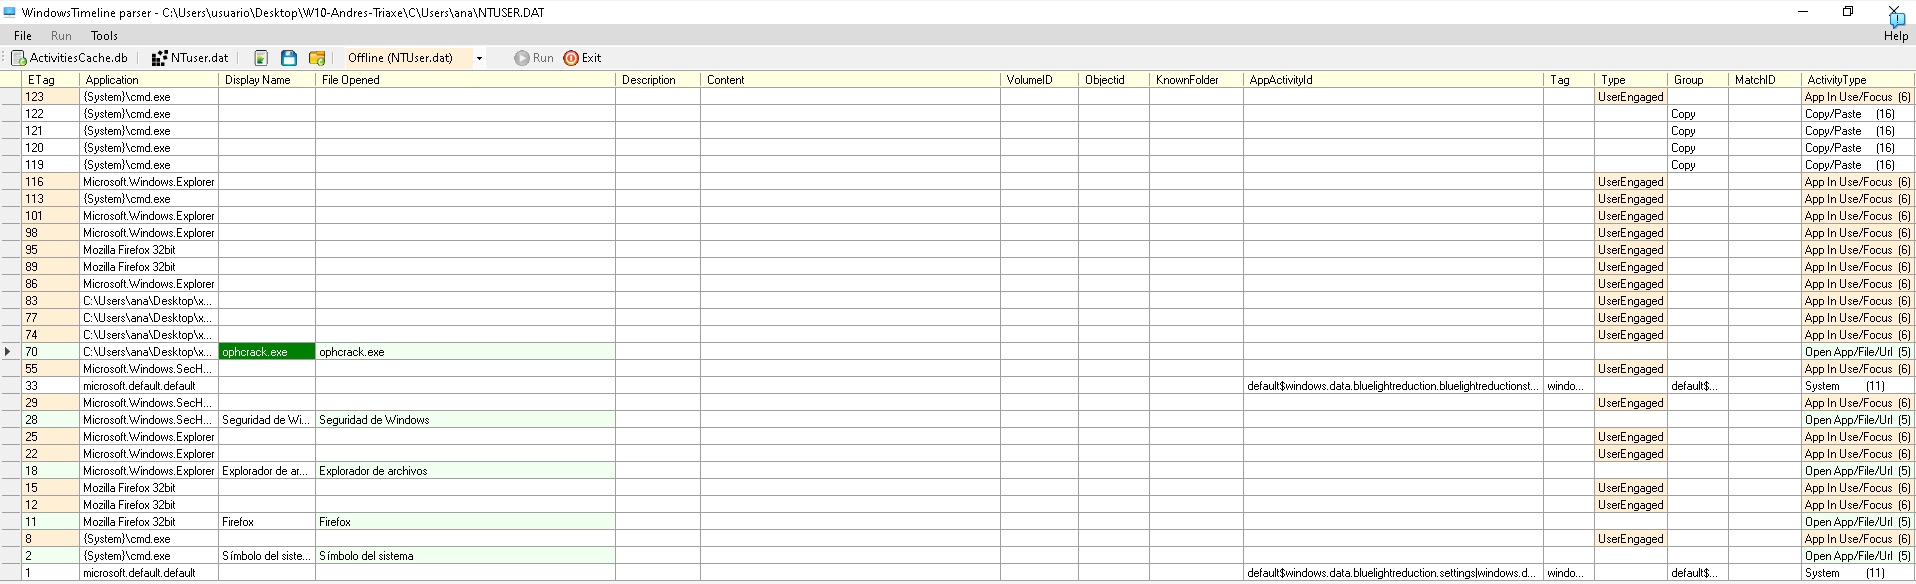 WindowsTimeline parser - C:\Users\usuario\Desktop\W10-Andres-Triaxe\C\Users\ana\NTUSER.DAT
File Run Tools Help
ActivitiesCache.db NTuser.dat Offline (NTUser.dat) Run Exit
ETag Application Display Name File Opened Description Content VolumeID Objectid KnownFolder AppActivityId Tag Type Group MatchID ActivityType
123 {System}\cmd.exe UserEngaged App In Use/Focus (6)
122 {System}\cmd.exe Copy Copy/Paste (16)
121 {System}\cmd.exe Copy Copy/Paste (16)
120 {System}\cmd.exe Copy Copy/Paste (16)
119 {System}\cmd.exe Copy Copy/Paste (16)
116 Microsoft.Windows.Explorer UserEngaged App In Use/Focus (6)
113 {System}\cmd.exe UserEngaged App In Use/Focus (6)
101 Microsoft.Windows.Explorer UserEngaged App In Use/Focus (6)
98 Microsoft.Windows.Explorer UserEngaged App In Use/Focus (6)
95 Mozilla Firefox 32bit UserEngaged App In Use/Focus (6)
89 Mozilla Firefox 32bit UserEngaged App In Use/Focus (6)
86 Microsoft.Windows.Explorer UserEngaged App In Use/Focus (6)
83 C:\Users\ana\Desktop\x... UserEngaged App In Use/Focus (6)
77 C:\Users\ana\Desktop\x... UserEngaged App In Use/Focus (6)
74 C:\Users\ana\Desktop\x... UserEngaged App In Use/Focus (6)
70 C:\Users\ana\Desktop\x... ophcrack.exe ophcrack.exe Open App/File/Url (5)
55 Microsoft.Windows.SecH... UserEngaged App In Use/Focus (6)
33 microsoft.default.default default$windows.data.bluelightreduction.bluelightreductionst... windo... default$... System (11)
29 Microsoft.Windows.SecH... UserEngaged App In Use/Focus (6)
28 Microsoft.Windows.SecH... Seguridad de Wi... Seguridad de Windows Open App/File/Url (5)
25 Microsoft.Windows.Explorer UserEngaged App In Use/Focus (6)
22 Microsoft.Windows.Explorer UserEngaged App In Use/Focus (6)
18 Microsoft.Windows.Explorer Explorador de ar... Explorador de archivos Open App/File/Url (5)
15 Mozilla Firefox 32bit UserEngaged App In Use/Focus (6)
12 Mozilla Firefox 32bit UserEngaged App In Use/Focus (6)
11 Mozilla Firefox 32bit Firefox Firefox Open App/File/Url (5)
8 {System}\cmd.exe UserEngaged App In Use/Focus (6)
2 {System}\cmd.exe Símbolo del siste... Símbolo del sistema Open App/File/Url (5)
1 microsoft.default.default default$windows.data.bluelightreduction.settings|windows.d... windo... default$... System (11)